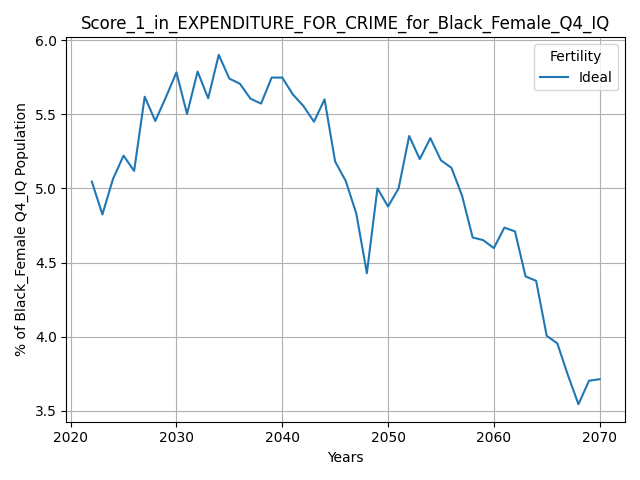 Score_1_in_EXPENDITURE_FOR_CRIME_for_Black_Female_Q4_IQ
6.0
Fertility
Ideal
5.5
5.0
4.5
4.0
3.5
% of Black_Female Q4_IQ Population
2020 2030 2040 2050 2060 2070
Years